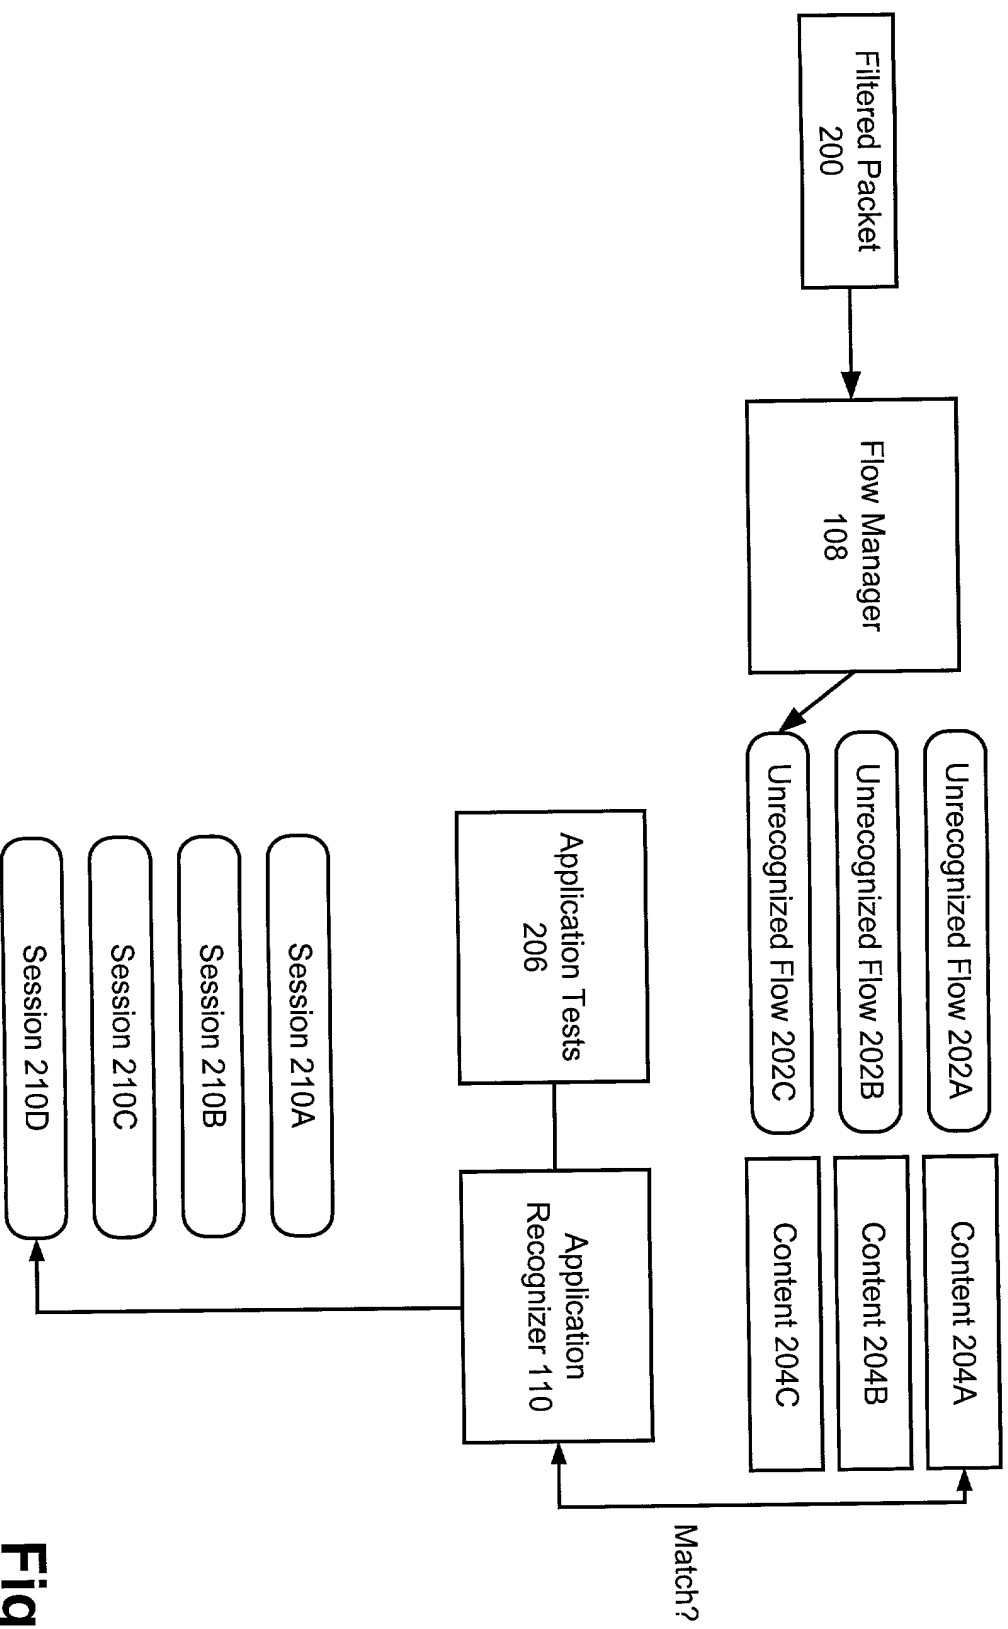 Filtered Packet
200
Flow Manager
108
Unrecognized Flow 202A
Unrecognized Flow 202B
Unrecognized Flow 202C
Content 204A
Content 204B
Content 204C
Match?
Application Tests
206
Application
Recognizer 110
Session 210A
Session 210B
Session 210C
Session 210D
Fig